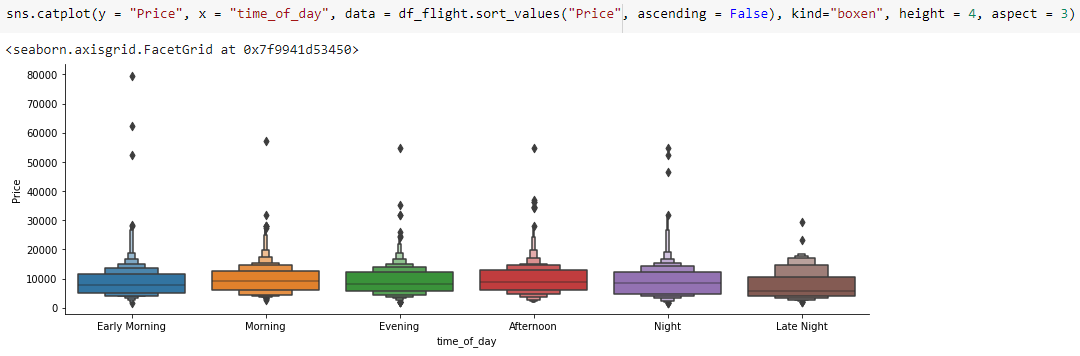 sns.catplot(y = "Price", x = "time_of_day", data = df_flight.sort_values("Price", ascending = False), kind="boxen", height = 4, aspect = 3)
<seaborn.axisgrid.FacetGrid at 0x7f9941d53450>
80000
70000
60000
50000
40000
30000
20000
10000
0
Price
Early Morning Morning Evening Afternoon Night Late Night
time_of_day